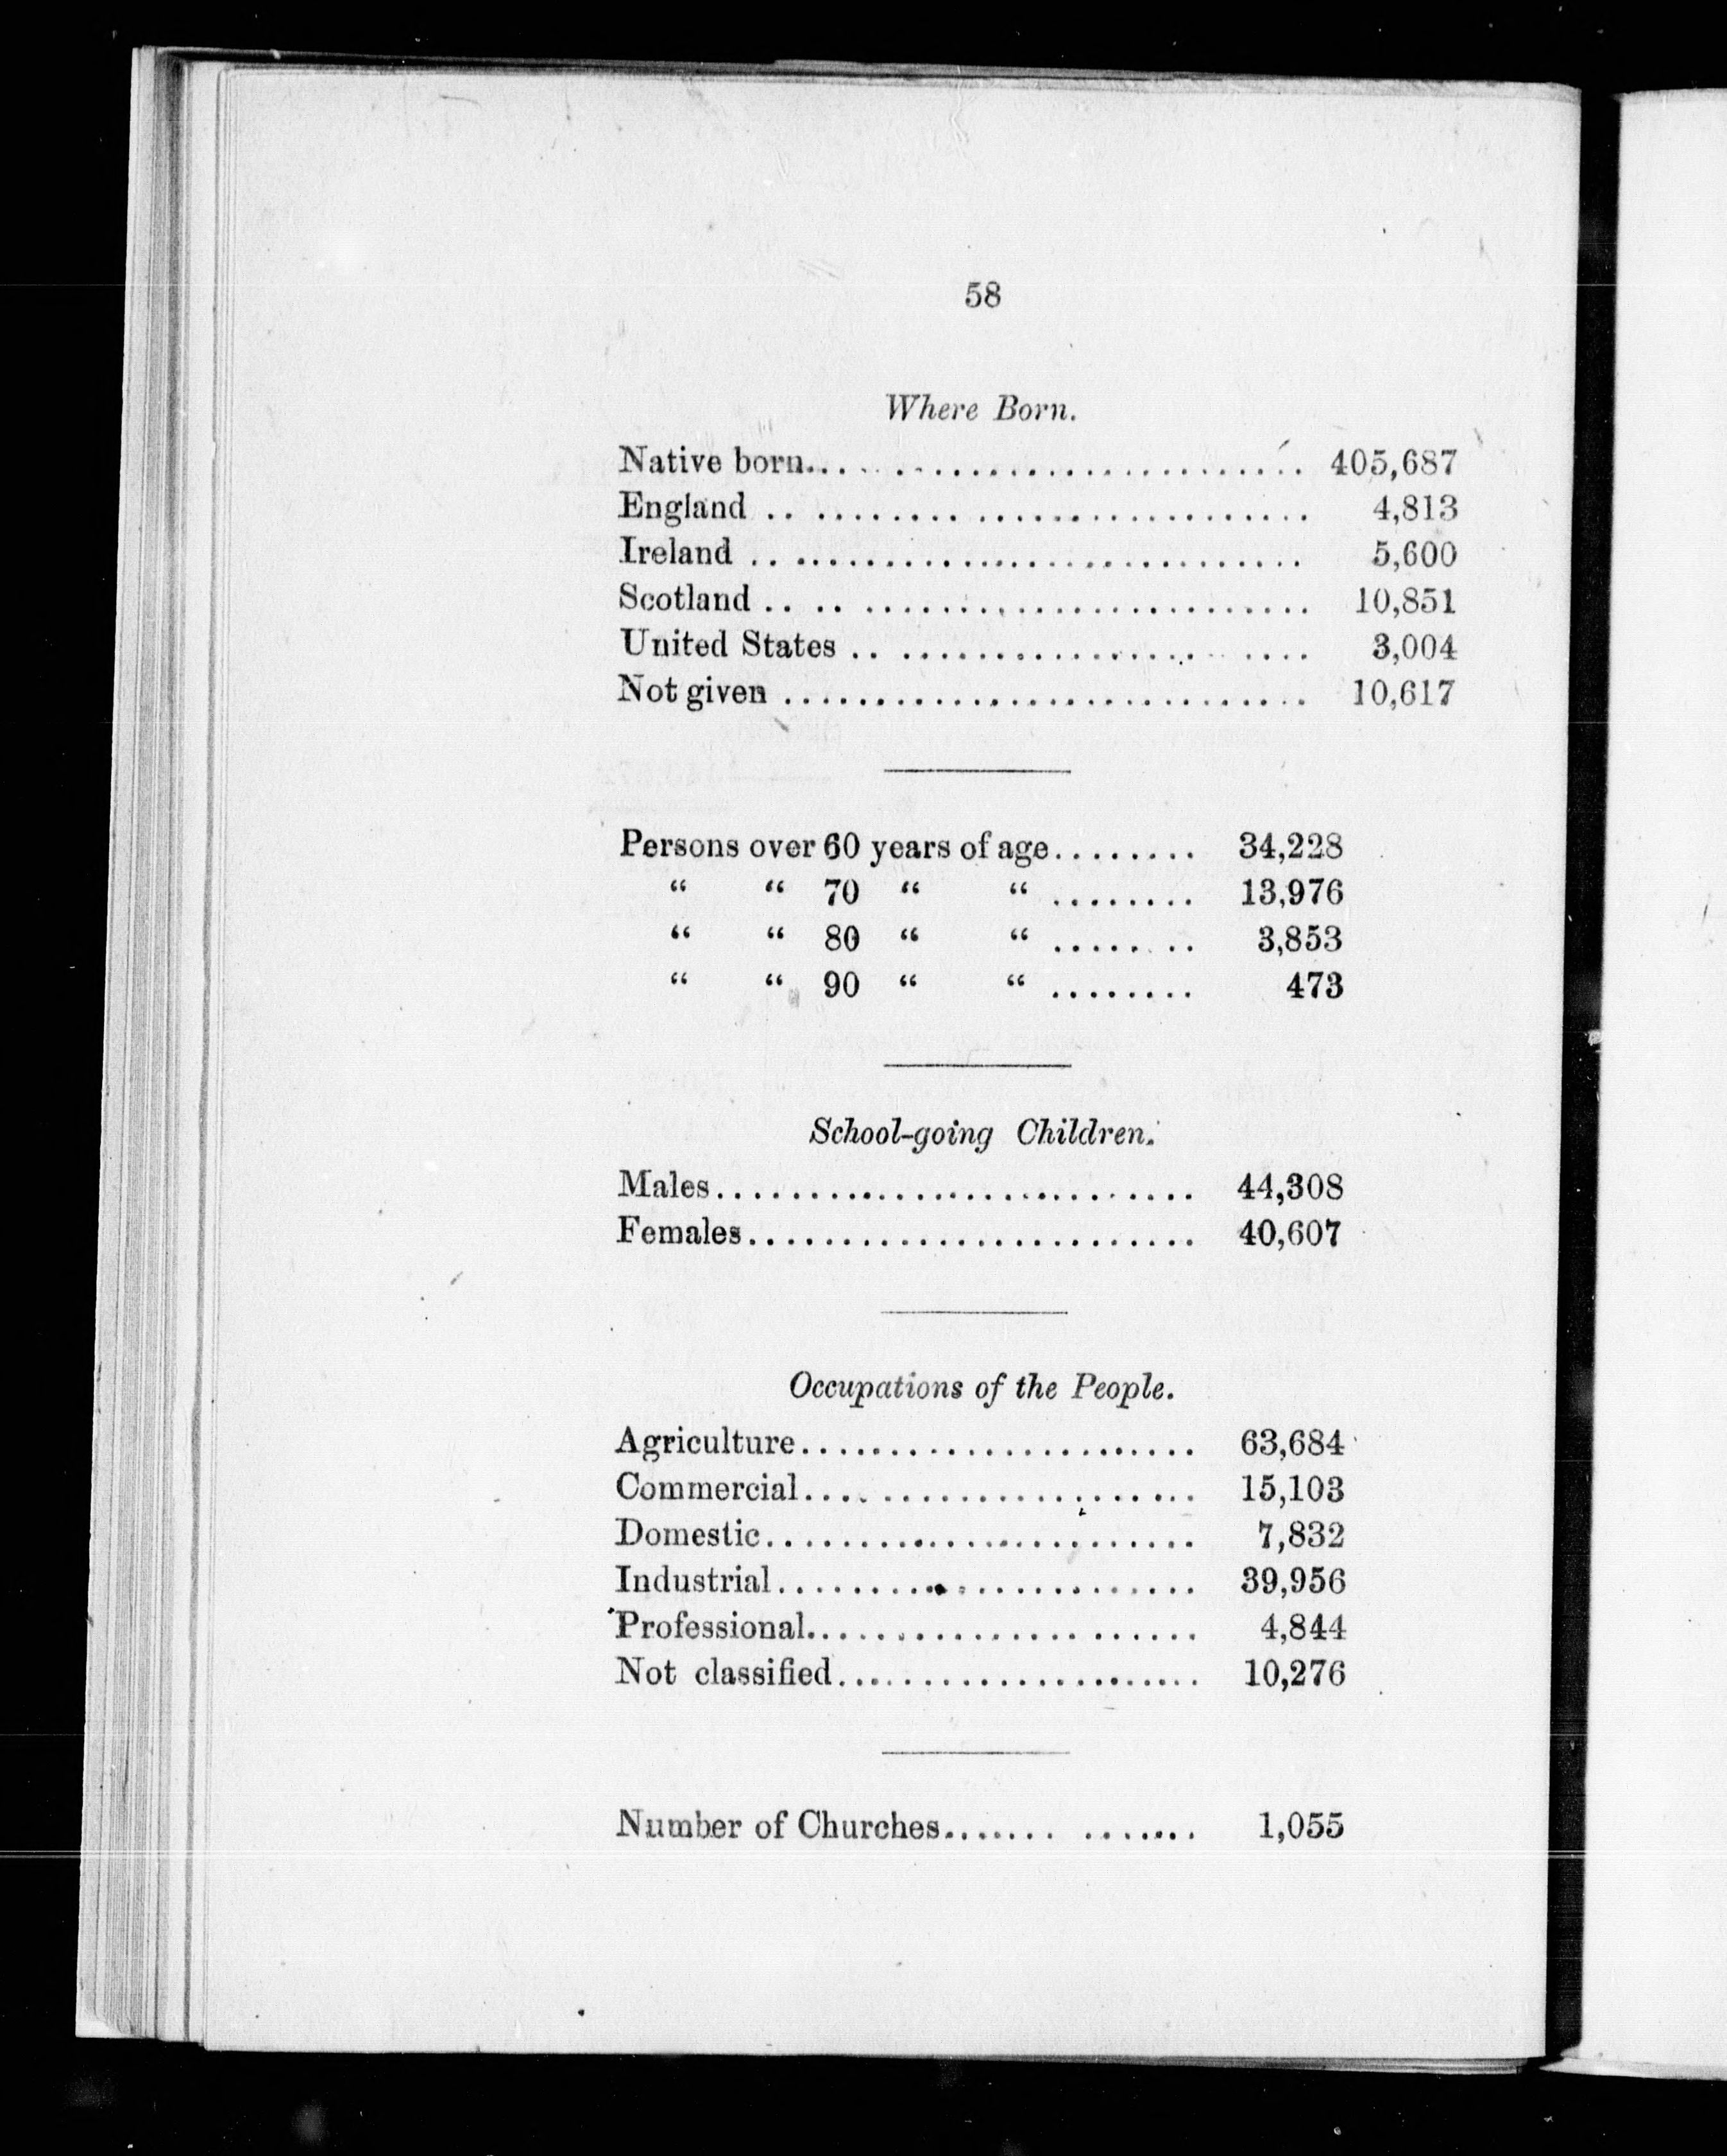 58
Where Born.
Native born.............................. 405,687
England .............................. 4,813
Ireland .............................. 5,600
Scotland .............................. 10,851
United States .............................. 3,004
Not given .............................. 10,617
Persons over 60 years of age........ 34,228
“ “ 70 “ “ ........ 13,976
“ “ 80 “ “ ........ 3,853
“ “ 90 “ “ ........ 473
School-going Children.
Males.......................... 44,308
Females......................... 40,607
Occupations of the People.
Agriculture...................... 63,684
Commercial...................... 15,103
Domestic........................ 7,832
Industrial....................... 39,956
Professional..................... 4,844
Not classified.................... 10,276
Number of Churches.............. 1,055